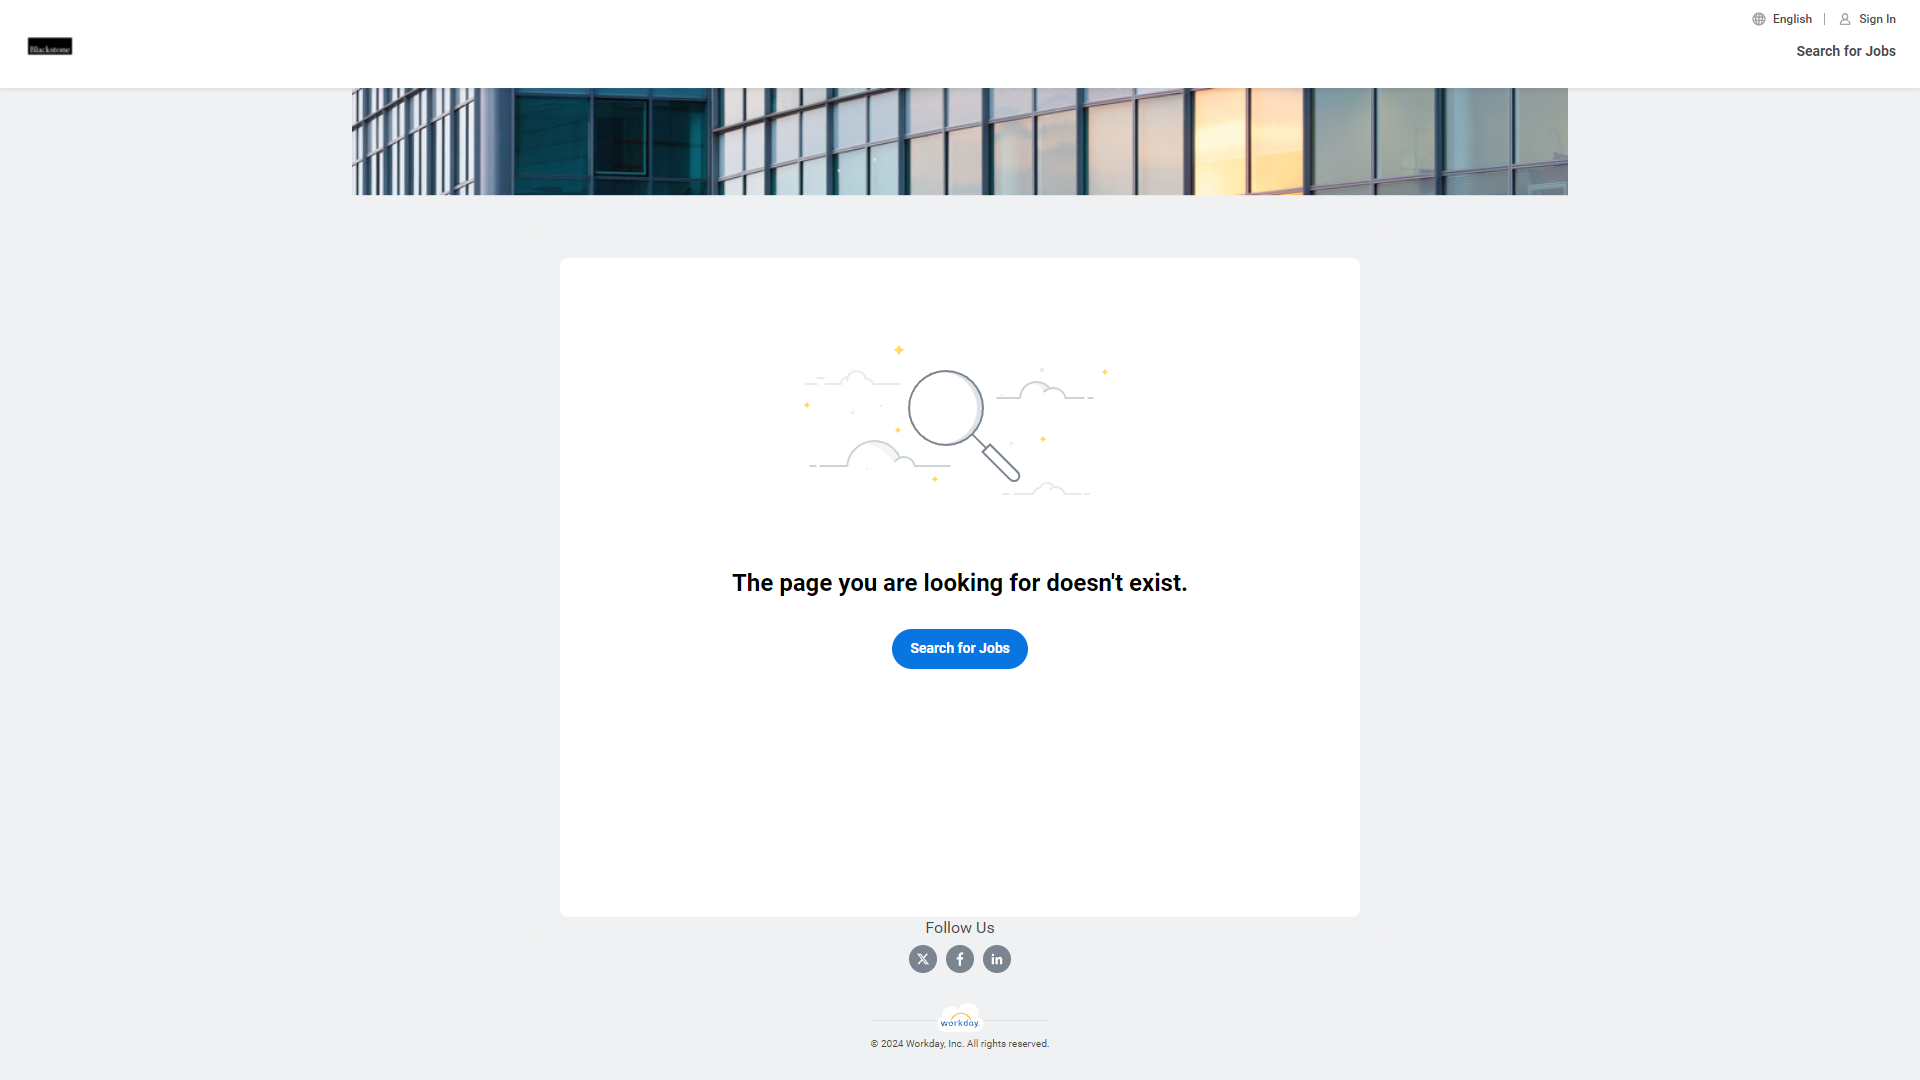 English
Sign In
Blackstone
Search for Jobs
The page you are looking for doesn't exist.
Search for Jobs
Follow Us
workday.
© 2024 Workday, Inc. All rights reserved.